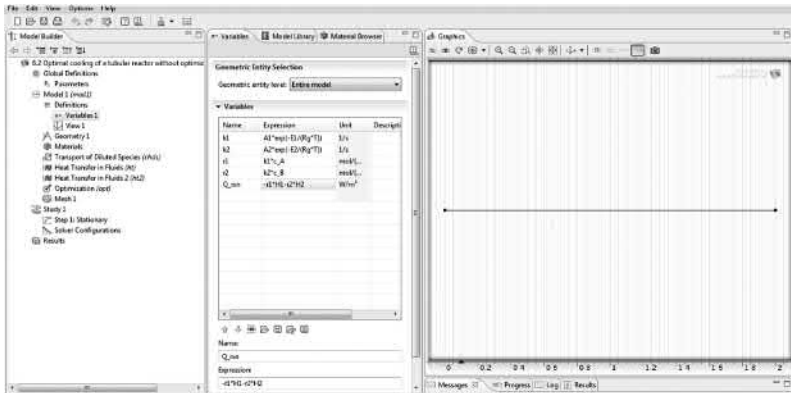 File Edit View Options Help
Model Builder
6.2 Optimal cooling of a tubular reactor without optimis
Global Definitions
Parameters
Model 1 (mod1)
Definitions
Variables 1
View 1
Geometry 1
Materials
Transport of Diluted Species (chds)
Heat Transfer in Fluids (ht)
Heat Transfer in Fluids 2 (ht2)
Optimization (opt)
Mesh 1
Study 1
Step 1: Stationary
Solver Configurations
Results
Variables
Model Library
Material Browser
Geometric Entity Selection
Geometric entity level: Entire model
Variables
Name Expression Unit Descripti
k1 A1*exp(-E1/(Rg*T)) 1/s
k2 A2*exp(-E2/(Rg*T)) 1/s
r1 k1*c_A mol/(...
r2 k2*c_B mol/(...
Q_rxn -r1*H1-r2*H2 W/m³
Name:
Q_rxn
Expression:
-r1*H1-r2*H2
Graphics
0 0.2 0.4 0.6 0.8 1 1.2 1.4 1.6 1.8 2
Messages Progress Log Results